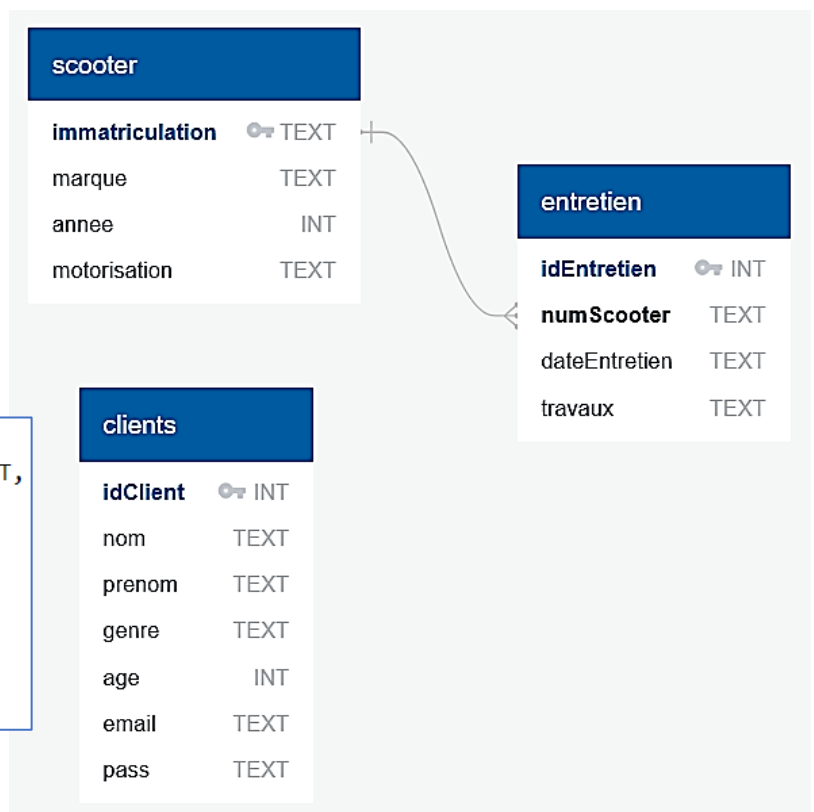 scooter
immatriculation TEXT
marque TEXT
annee INT
motorisation TEXT
entretien
idEntretien INT
numScooter TEXT
dateEntretien TEXT
travaux TEXT
T,
clients
idClient INT
nom TEXT
prenom TEXT
genre TEXT
age INT
email TEXT
pass TEXT